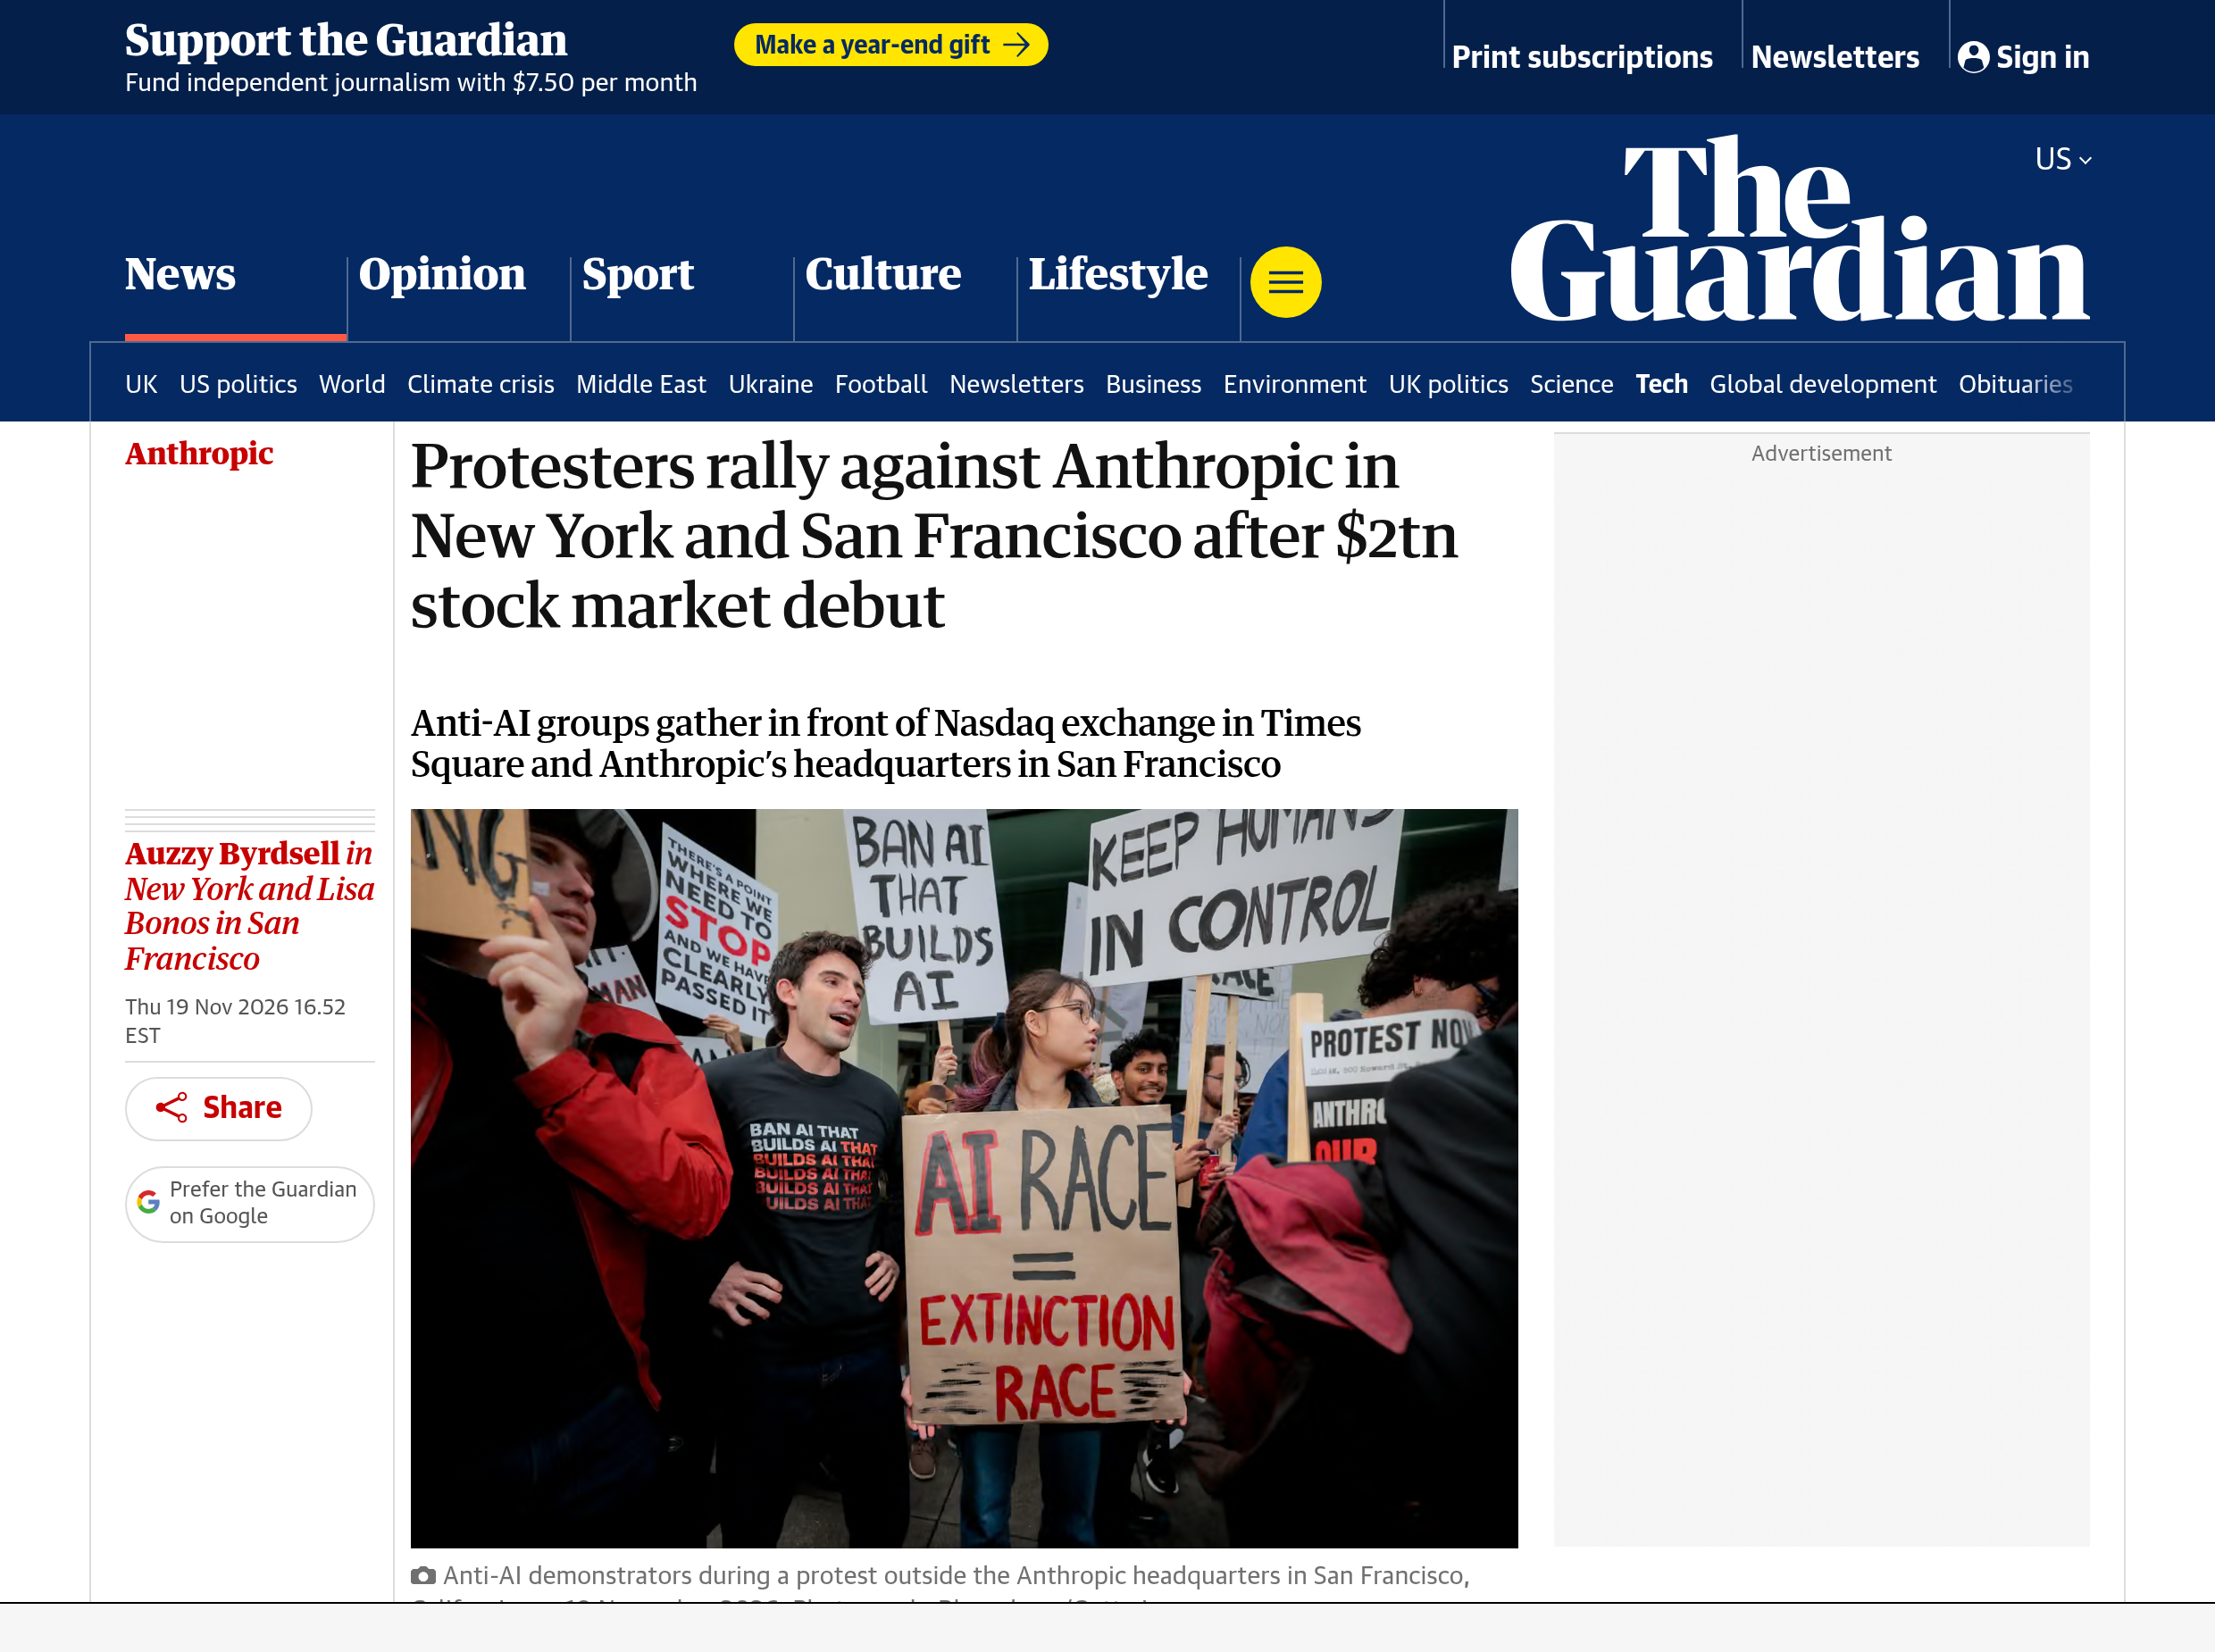 Support the Guardian
Fund independent journalism with $7.50 per month
Make a year-end gift
Print subscriptions
Newsletters
Sign in
US
The
Guardian
News
Opinion
Sport
Culture
Lifestyle
UK US politics World Climate crisis Middle East Ukraine Football Newsletters Business Environment UK politics Science Tech Global development Obituaries
Anthropic
Protesters rally against Anthropic in
New York and San Francisco after $2tn
stock market debut
Anti-AI groups gather in front of Nasdaq exchange in Times
Square and Anthropic’s headquarters in San Francisco
Auzzy Byrdsell in
New York and Lisa
Bonos in San
Francisco
Thu 19 Nov 2026 16.52
EST
Share
Prefer the Guardian
on Google
Advertisement
THERE'S A POINT
WHERE WE
NEED TO
STOP
AND WE HAVE
CLEARLY
PASSED IT
BAN AI
THAT
BUILDS
AI
KEEP HUMANS
IN CONTROL
PROTEST NOW
BAN AI THAT
BUILDS AI THAT
BUILDS AI THAT
BUILDS AI THAT
BUILDS AI THAT
BUILDS AI THAT
AI RACE
=
EXTINCTION
RACE
Anti-AI demonstrators during a protest outside the Anthropic headquarters in San Francisco,